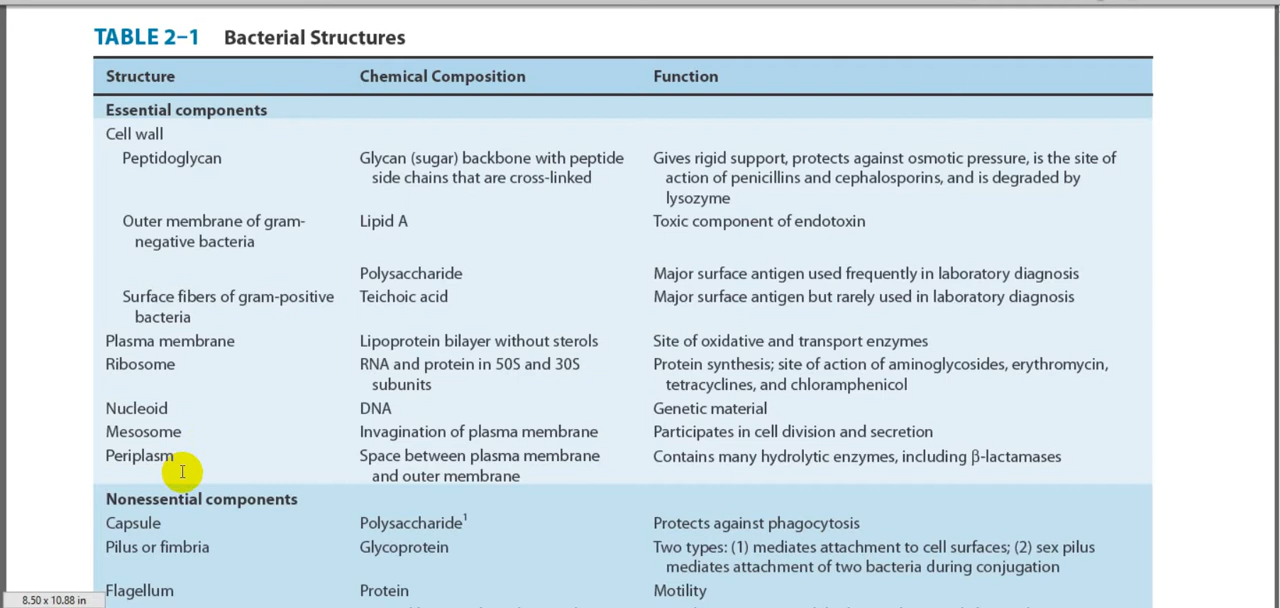 TABLE 2–1 Bacterial Structures
Structure Chemical Composition Function
Essential components
Cell wall
Peptidoglycan Glycan (sugar) backbone with peptide Gives rigid support, protects against osmotic pressure, is the site of
side chains that are cross-linked action of penicillins and cephalosporins, and is degraded by
lysozyme
Outer membrane of gram- Lipid A Toxic component of endotoxin
negative bacteria
Polysaccharide Major surface antigen used frequently in laboratory diagnosis
Surface fibers of gram-positive Teichoic acid Major surface antigen but rarely used in laboratory diagnosis
bacteria
Plasma membrane Lipoprotein bilayer without sterols Site of oxidative and transport enzymes
Ribosome RNA and protein in 50S and 30S Protein synthesis; site of action of aminoglycosides, erythromycin,
subunits tetracyclines, and chloramphenicol
Nucleoid DNA Genetic material
Mesosome Invagination of plasma membrane Participates in cell division and secretion
Periplasm Space between plasma membrane Contains many hydrolytic enzymes, including β-lactamases
and outer membrane
Nonessential components
Capsule Polysaccharide¹ Protects against phagocytosis
Pilus or fimbria Glycoprotein Two types: (1) mediates attachment to cell surfaces; (2) sex pilus
mediates attachment of two bacteria during conjugation
Flagellum Protein Motility
8.50 x 10.88 in